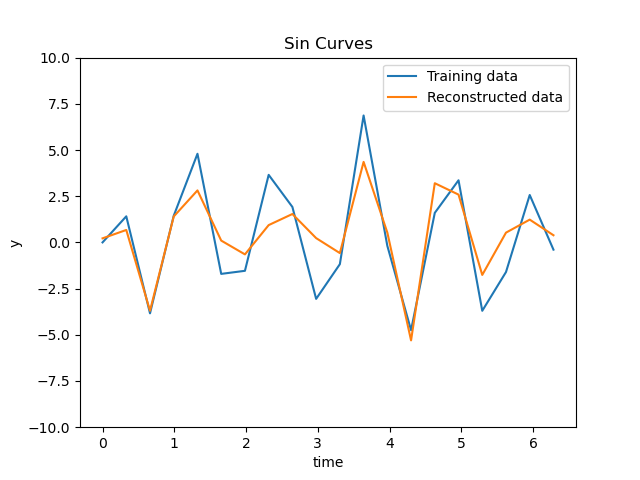 Sin Curves
Training data
Reconstructed data
10.0
7.5
5.0
2.5
0.0
−2.5
−5.0
−7.5
−10.0
y
0 1 2 3 4 5 6
time